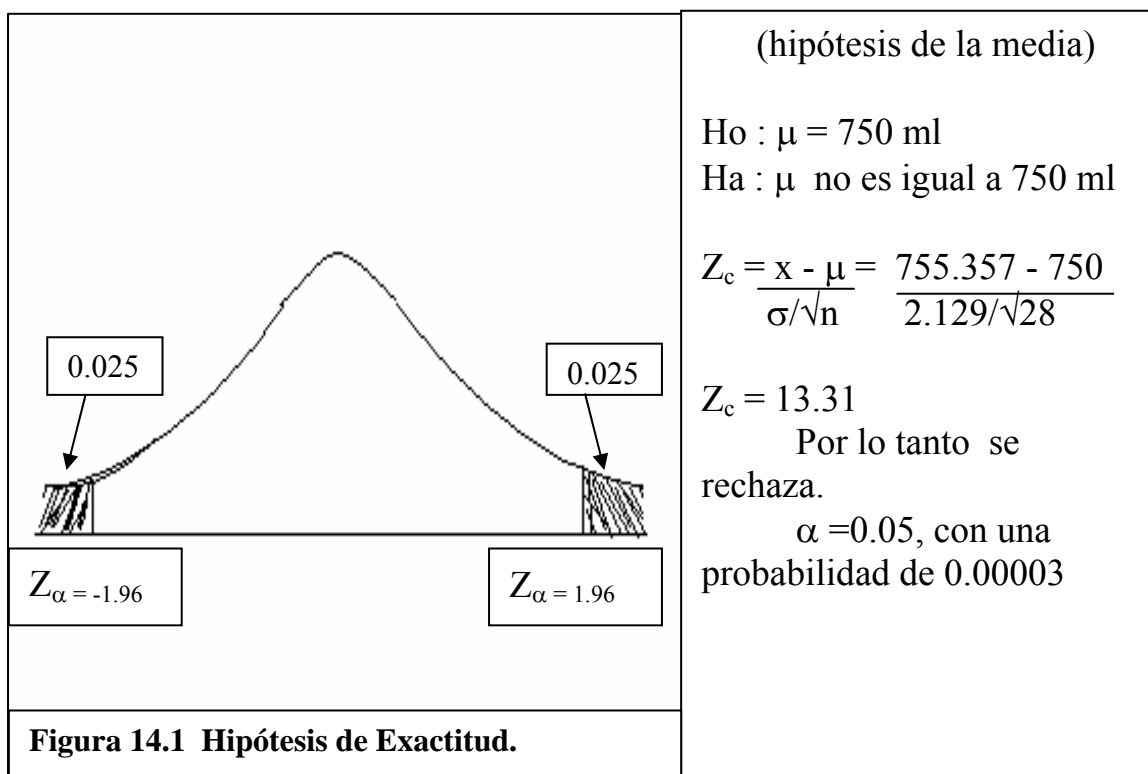 0.025
0.025
Zα = -1.96
Zα = 1.96
Figura 14.1 Hipótesis de Exactitud.
(hipótesis de la media)
Ho : μ = 750 ml
Ha : μ no es igual a 750 ml
Zc = x - μ = 755.357 - 750
σ/√n 2.129/√28
Zc = 13.31
Por lo tanto se
rechaza.
α =0.05, con una
probabilidad de 0.00003